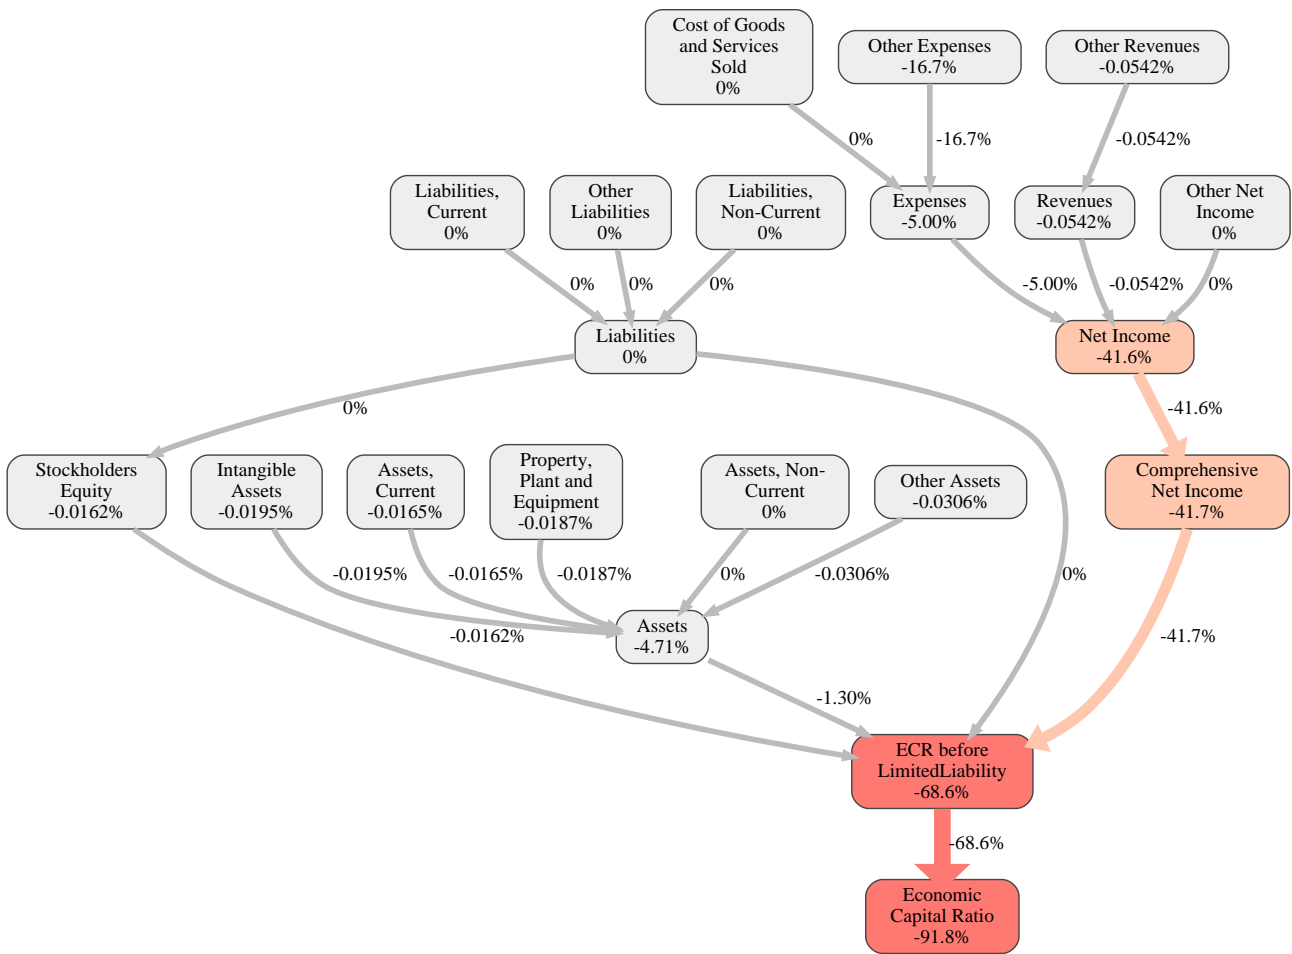 Cost of Goods
and Services
Sold
0%
Other Expenses
-16.7%
Other Revenues
-0.0542%
0%
-16.7%
-0.0542%
Liabilities,
Current
0%
Other
Liabilities
0%
Liabilities,
Non-Current
0%
Expenses
-5.00%
Revenues
-0.0542%
Other Net
Income
0%
0%
0%
0%
-5.00%
-0.0542%
0%
Liabilities
0%
Net Income
-41.6%
0%
-41.6%
Stockholders
Equity
-0.0162%
Intangible
Assets
-0.0195%
Assets,
Current
-0.0165%
Property,
Plant and
Equipment
-0.0187%
Assets, Non-
Current
0%
Other Assets
-0.0306%
Comprehensive
Net Income
-41.7%
-0.0195%
-0.0165%
-0.0187%
0%
-0.0306%
0%
-0.0162%
Assets
-4.71%
-41.7%
-1.30%
ECR before
LimitedLiability
-68.6%
-68.6%
Economic
Capital Ratio
-91.8%